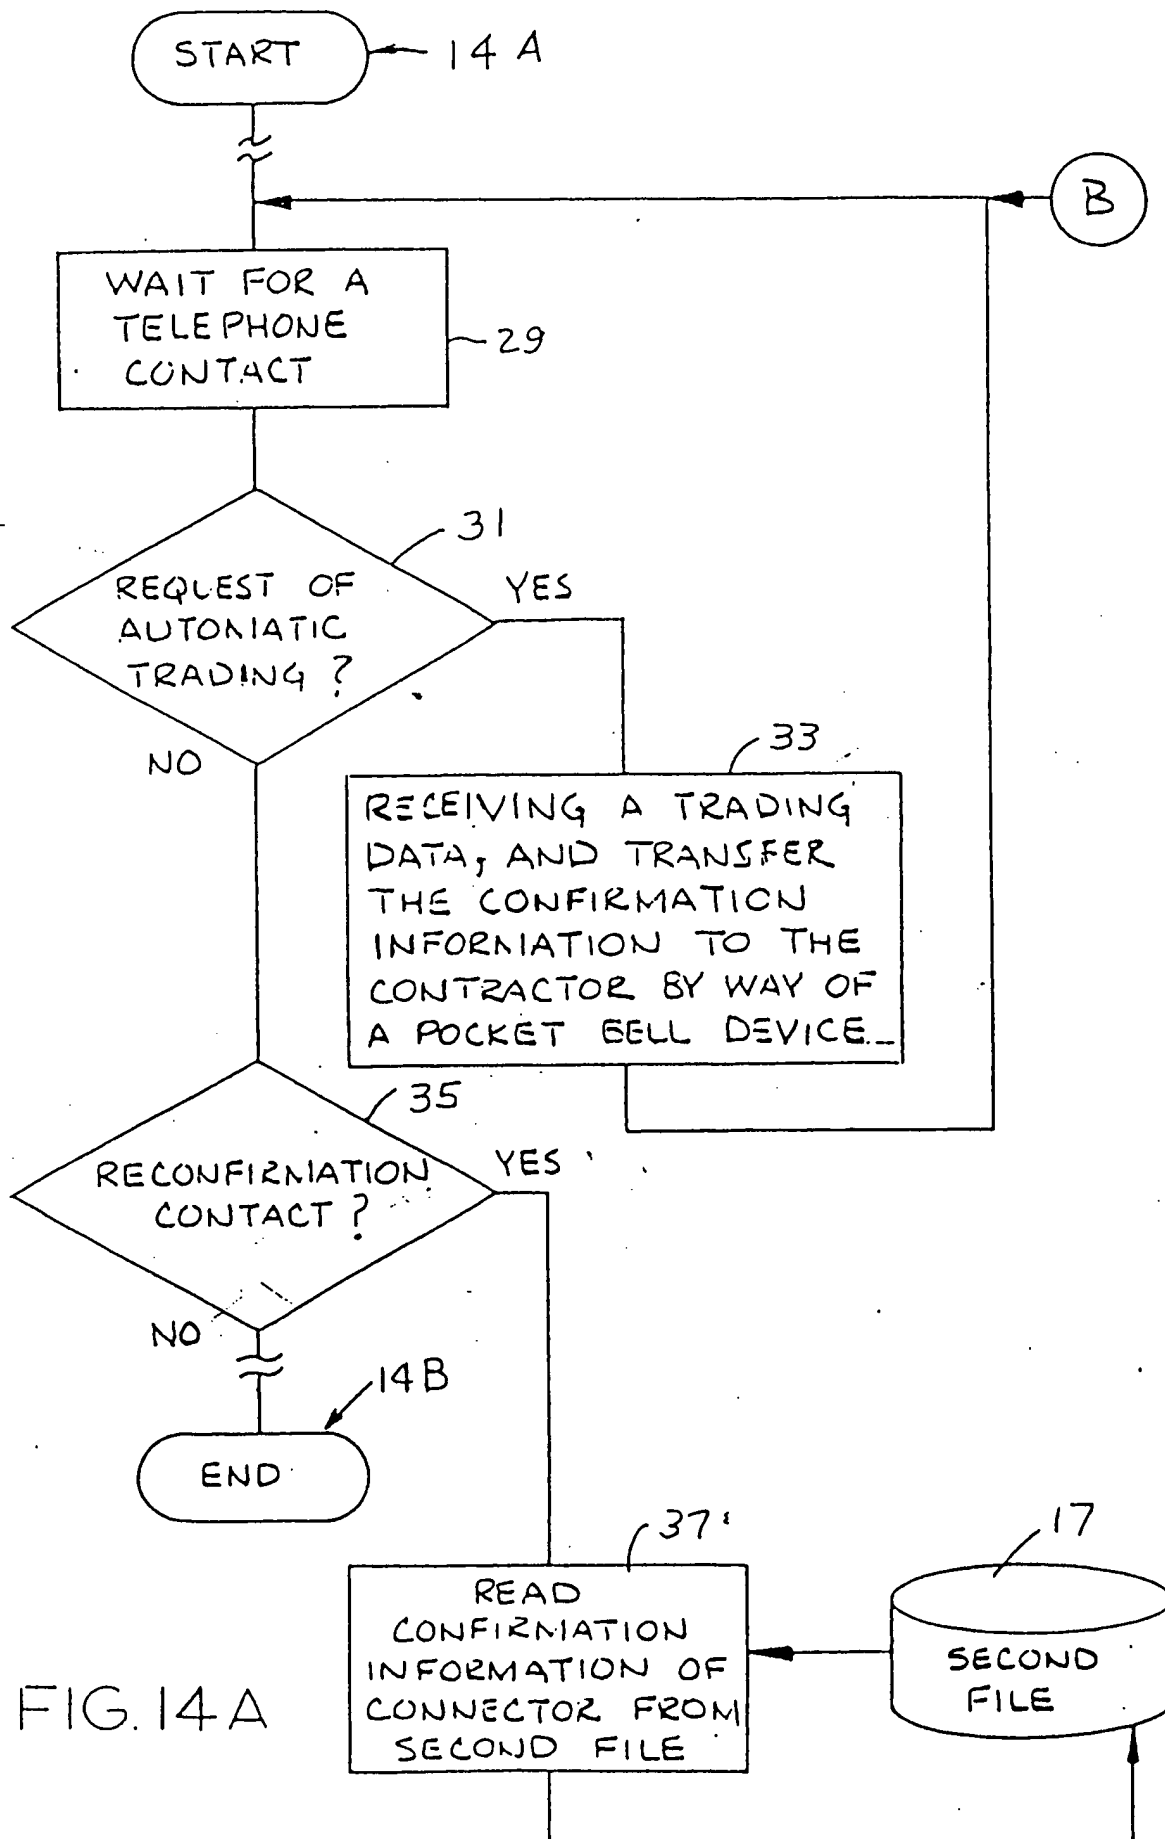 START
14A
B
WAIT FOR A
TELEPHONE
CONTACT
29
31
REQUEST OF
AUTOMATIC
TRADING ?
YES
NO
33
RECEIVING A TRADING
DATA, AND TRANSFER
THE CONFIRMATION
INFORMATION TO THE
CONTRACTOR BY WAY OF
A POCKET BELL DEVICE.
35
RECONFIRMATION
CONTACT ?
YES
NO
14B
END
37
READ
CONFIRMATION
INFORMATION OF
CONNECTOR FROM
SECOND FILE
17
SECOND
FILE
FIG. 14A